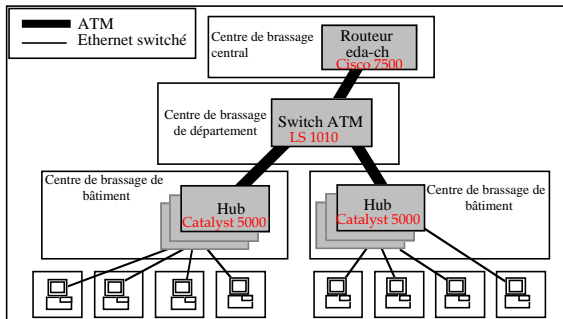 ATM
Ethernet switché
Centre de brassage
central
Routeur
eda-ch
Cisco 7500
Centre de brassage
de département
Switch ATM
LS 1010
Centre de brassage de
bâtiment
Hub
Catalyst 5000
Hub
Catalyst 5000
Centre de brassage de
bâtiment